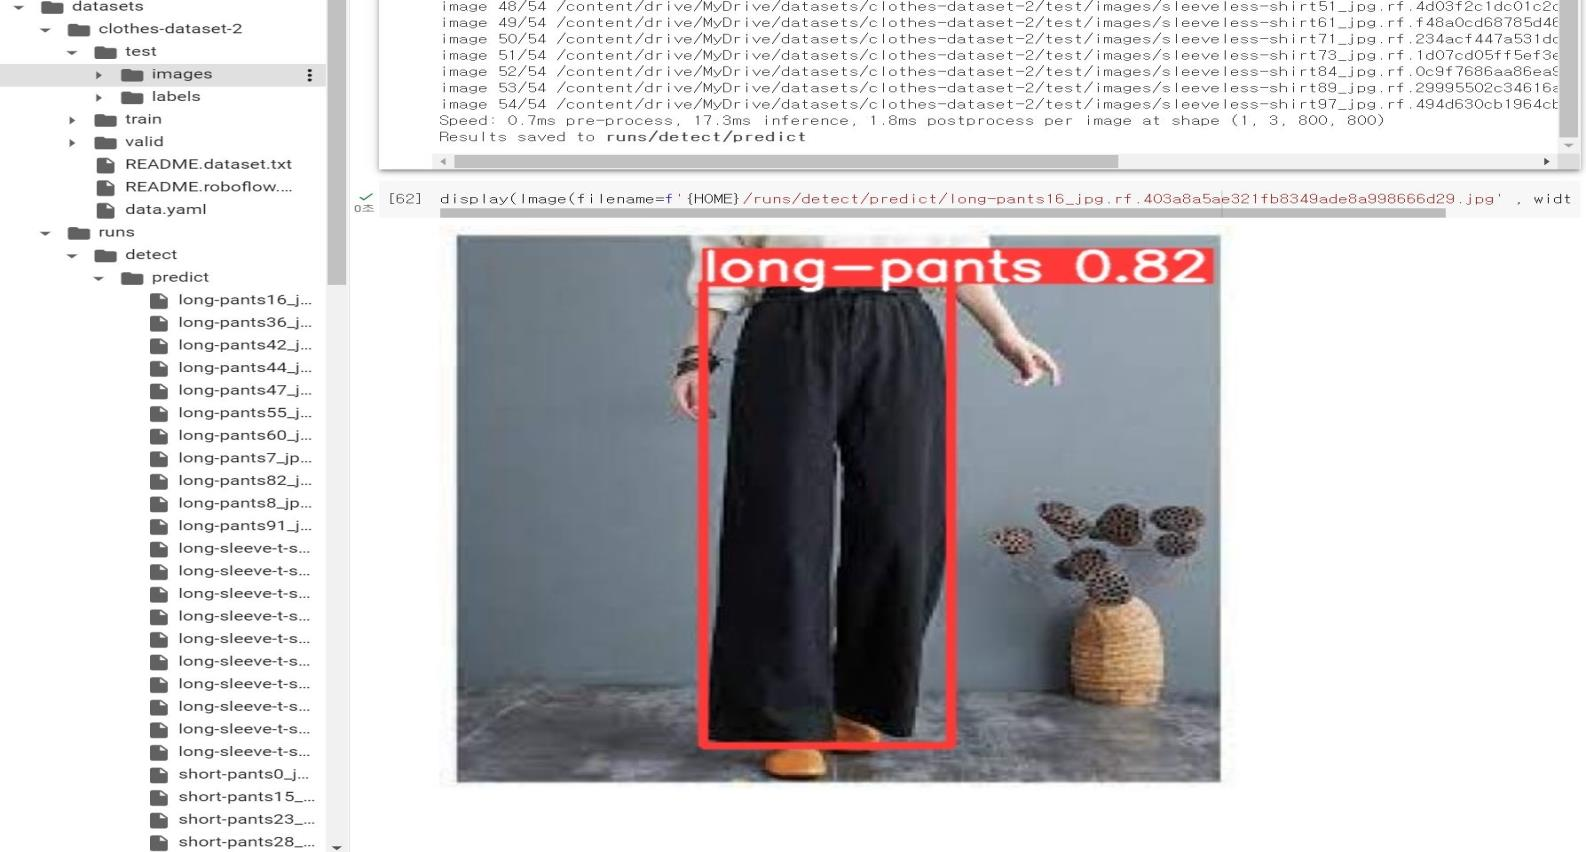 datasets
clothes-dataset-2
test
images
labels
train
valid
README.dataset.txt
README.roboflow....
data.yaml
runs
detect
predict
long-pants16_j...
long-pants36_j...
long-pants42_j...
long-pants44_j...
long-pants47_j...
long-pants55_j...
long-pants60_j...
long-pants7_jp...
long-pants82_j...
long-pants8_jp...
long-pants91_j...
long-sleeve-t-s...
long-sleeve-t-s...
long-sleeve-t-s...
long-sleeve-t-s...
long-sleeve-t-s...
long-sleeve-t-s...
long-sleeve-t-s...
long-sleeve-t-s...
long-sleeve-t-s...
long-sleeve-t-s...
short-pants0_j...
short-pants15_...
short-pants23_...
short-pants28_...
image 48/54 /content/drive/MyDrive/datasets/clothes-dataset-2/test/images/sleeveless-shirt51_jpg.rf.4d03f2c1dc01c2c
image 49/54 /content/drive/MyDrive/datasets/clothes-dataset-2/test/images/sleeveless-shirt61_jpg.rf.f48a0cd68785d46
image 50/54 /content/drive/MyDrive/datasets/clothes-dataset-2/test/images/sleeveless-shirt71_jpg.rf.234acf447a531dc
image 51/54 /content/drive/MyDrive/datasets/clothes-dataset-2/test/images/sleeveless-shirt73_jpg.rf.1d07cd05ff5ef3e
image 52/54 /content/drive/MyDrive/datasets/clothes-dataset-2/test/images/sleeveless-shirt84_jpg.rf.0c9f7686aa86ea9
image 53/54 /content/drive/MyDrive/datasets/clothes-dataset-2/test/images/sleeveless-shirt89_jpg.rf.29995502c34616a
image 54/54 /content/drive/MyDrive/datasets/clothes-dataset-2/test/images/sleeveless-shirt97_jpg.rf.494d630cb1964cb
Speed: 0.7ms pre-process, 17.3ms inference, 1.8ms postprocess per image at shape (1, 3, 800, 800)
Results saved to runs/detect/predict
0초 [62] display(Image(filename=f'{HOME}/runs/detect/predict/long-pants16_jpg.rf.403a8a5ae321fb8349ade8a998666d29.jpg' , widt
long-pants 0.82